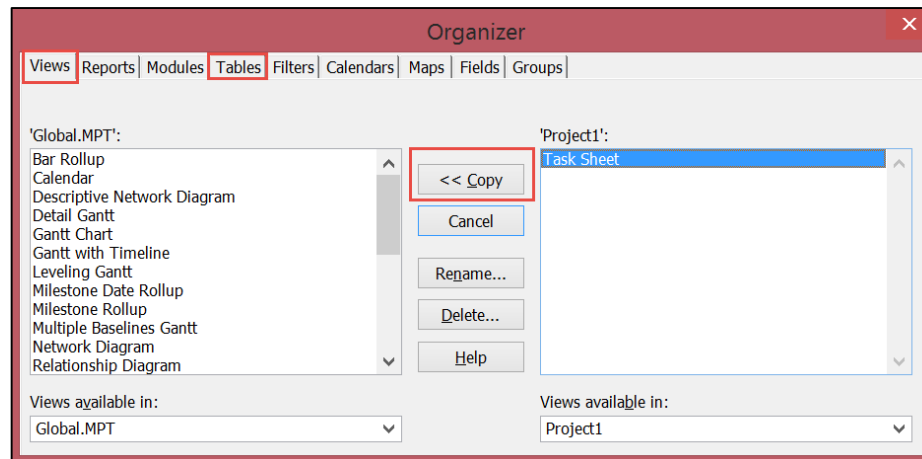 Organizer
Views Reports Modules Tables Filters Calendars Maps Fields Groups
'Global.MPT':
Bar Rollup
Calendar
Descriptive Network Diagram
Detail Gantt
Gantt Chart
Gantt with Timeline
Leveling Gantt
Milestone Date Rollup
Milestone Rollup
Multiple Baselines Gantt
Network Diagram
Relationship Diagram
<< Copy
Cancel
Rename...
Delete...
Help
'Project1':
Task Sheet
Views available in:
Global.MPT
Views available in:
Project1